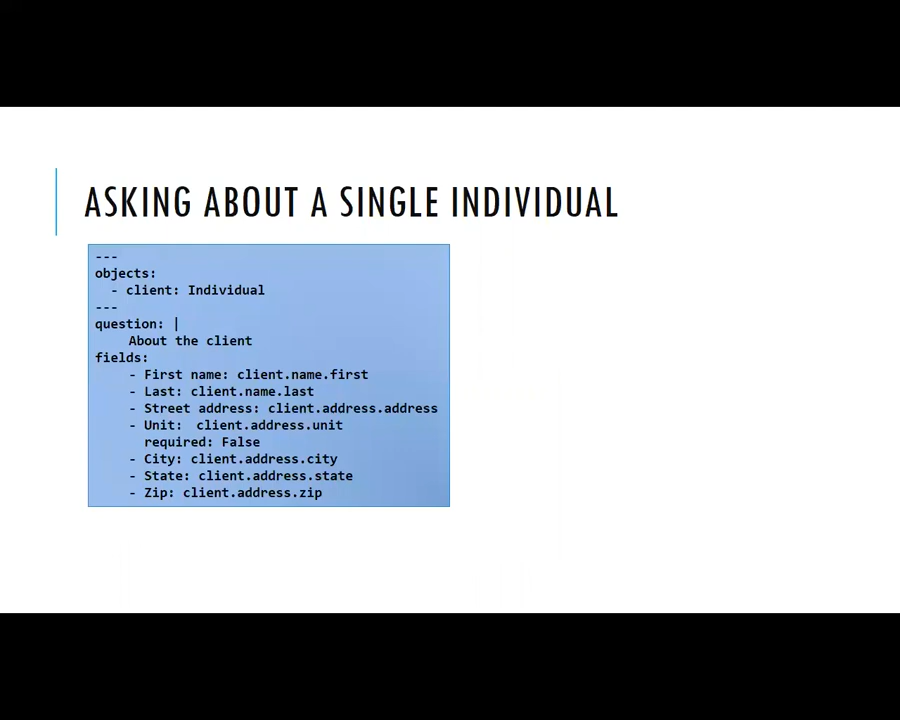 ASKING ABOUT A SINGLE INDIVIDUAL
---
objects:
  - client: Individual
---
question: |
    About the client
fields:
    - First name: client.name.first
    - Last: client.name.last
    - Street address: client.address.address
    - Unit:  client.address.unit
      required: False
    - City: client.address.city
    - State: client.address.state
    - Zip: client.address.zip